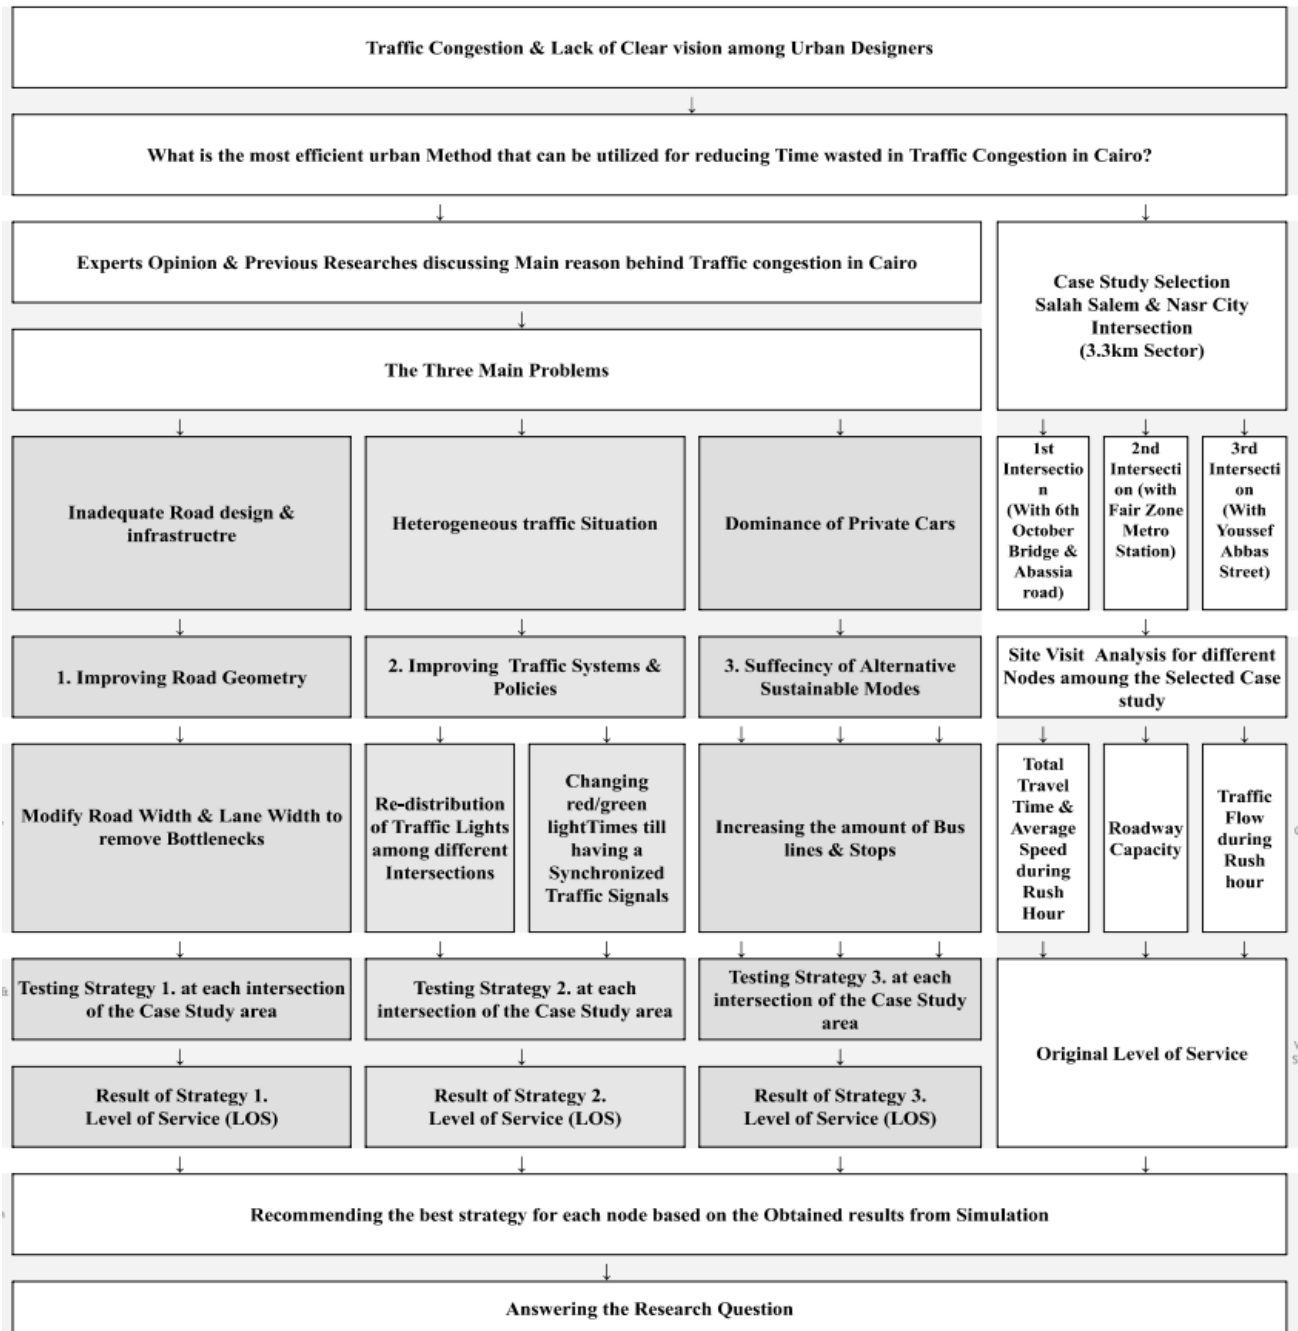 Traffic Congestion & Lack of Clear vision among Urban Designers
What is the most efficient urban Method that can be utilized for reducing Time wasted in Traffic Congestion in Cairo?
Experts Opinion & Previous Researches discussing Main reason behind Traffic congestion in Cairo
Case Study Selection
Salah Salem & Nasr City
Intersection
(3.3km Sector)
The Three Main Problems
Inadequate Road design &
infrastructre
Heterogeneous traffic Situation
Dominance of Private Cars
1st
Intersectio
n
(With 6th
October
Bridge &
Abassia
road)
2nd
Intersecti
on (with
Fair Zone
Metro
Station)
3rd
Intersecti
on
(With
Youssef
Abbas
Street)
1. Improving Road Geometry
2. Improving Traffic Systems &
Policies
3. Suffecincy of Alternative
Sustainable Modes
Site Visit Analysis for different
Nodes amoung the Selected Case
study
Modify Road Width & Lane Width to
remove Bottlenecks
Re-distribution
of Traffic Lights
among different
Intersections
Changing
red/green
lightTimes till
having a
Synchronized
Traffic Signals
Increasing the amount of Bus
lines & Stops
Total
Travel
Time &
Average
Speed
during
Rush
Hour
Roadway
Capacity
Traffic
Flow
during
Rush
hour
Testing Strategy 1. at each intersection
of the Case Study area
Testing Strategy 2. at each
intersection of the Case Study area
Testing Strategy 3. at each
intersection of the Case Study
area
Original Level of Service
Result of Strategy 1.
Level of Service (LOS)
Result of Strategy 2.
Level of Service (LOS)
Result of Strategy 3.
Level of Service (LOS)
Recommending the best strategy for each node based on the Obtained results from Simulation
Answering the Research Question